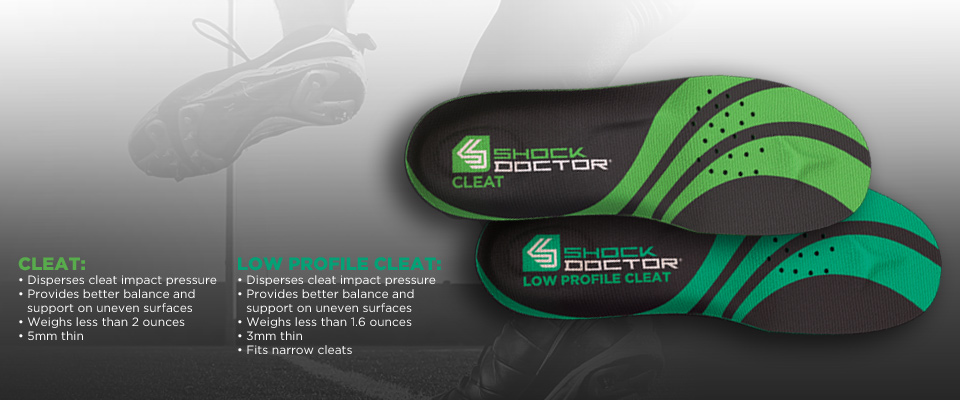 SHOCK
DOCTOR®
CLEAT
SHOCK
DOCTOR®
LOW PROFILE CLEAT
CLEAT:
• Disperses cleat impact pressure
• Provides better balance and
support on uneven surfaces
• Weighs less than 2 ounces
• 5mm thin
LOW PROFILE CLEAT:
• Disperses cleat impact pressure
• Provides better balance and
support on uneven surfaces
• Weighs less than 1.6 ounces
• 3mm thin
• Fits narrow cleats